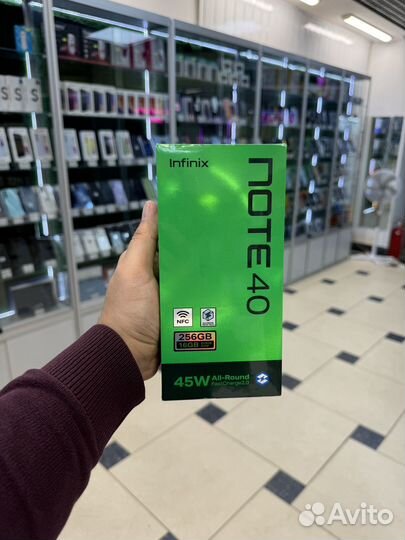 Infinix
NOTE 40
NFC
256GB
16GB
45W All-Round
FastCharge2.0
Avito